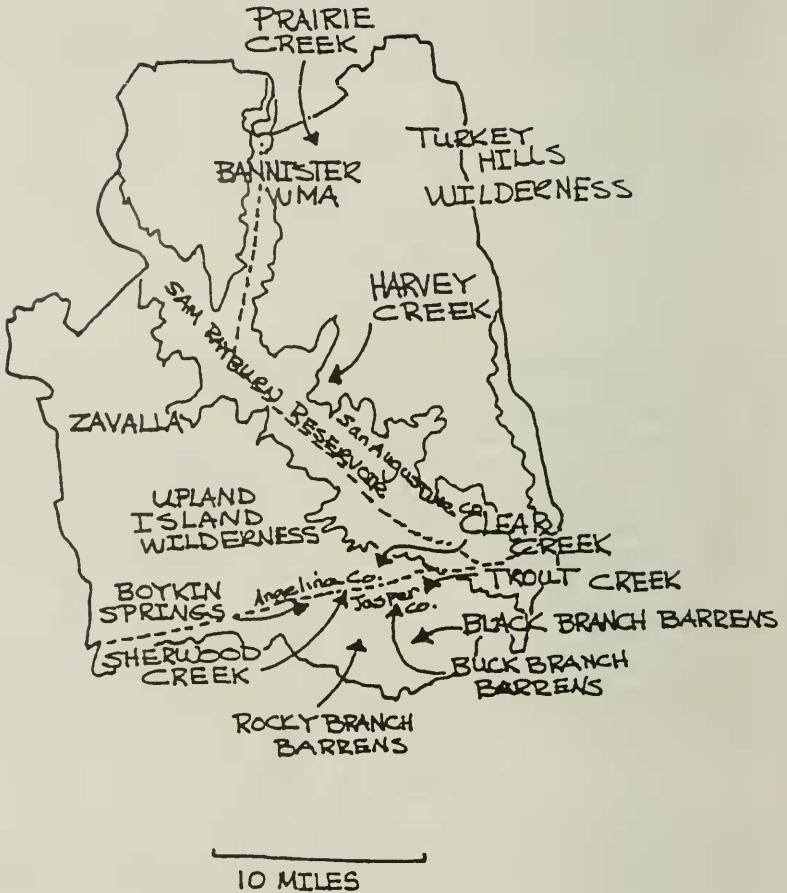 PRAIRIE
CREEK
TURKEY
HILLS
WILDERNESS
BANNISTER
WMA
HARVEY
CREEK
SAM RAYBURN RESERVOIR
San Augustine Co.
ZAVALLA
UPLAND
ISLAND
WILDERNESS
CLEAR
CREEK
TROUT CREEK
BOYKIN
SPRINGS
Angelina Co.
Jasper
Co.
BLACK BRANCH BARRENS
SHERWOOD
CREEK
BUCK BRANCH
BARRENS
ROCKY BRANCH
BARRENS
10 MILES